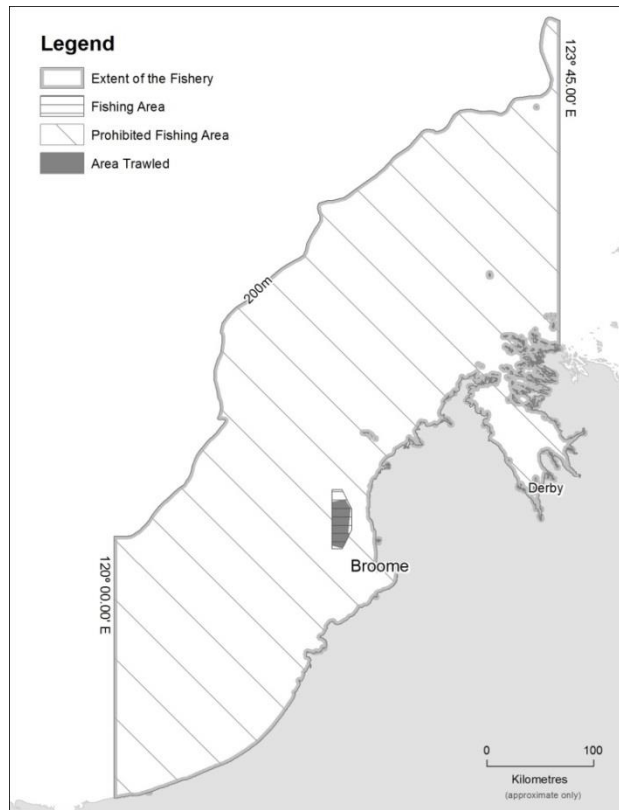 Legend
Extent of the Fishery
Fishing Area
Prohibited Fishing Area
Area Trawled
123° 45.00' E
200m
Derby
Broome
120° 00.00' E
0 100
Kilometres
(approximate only)